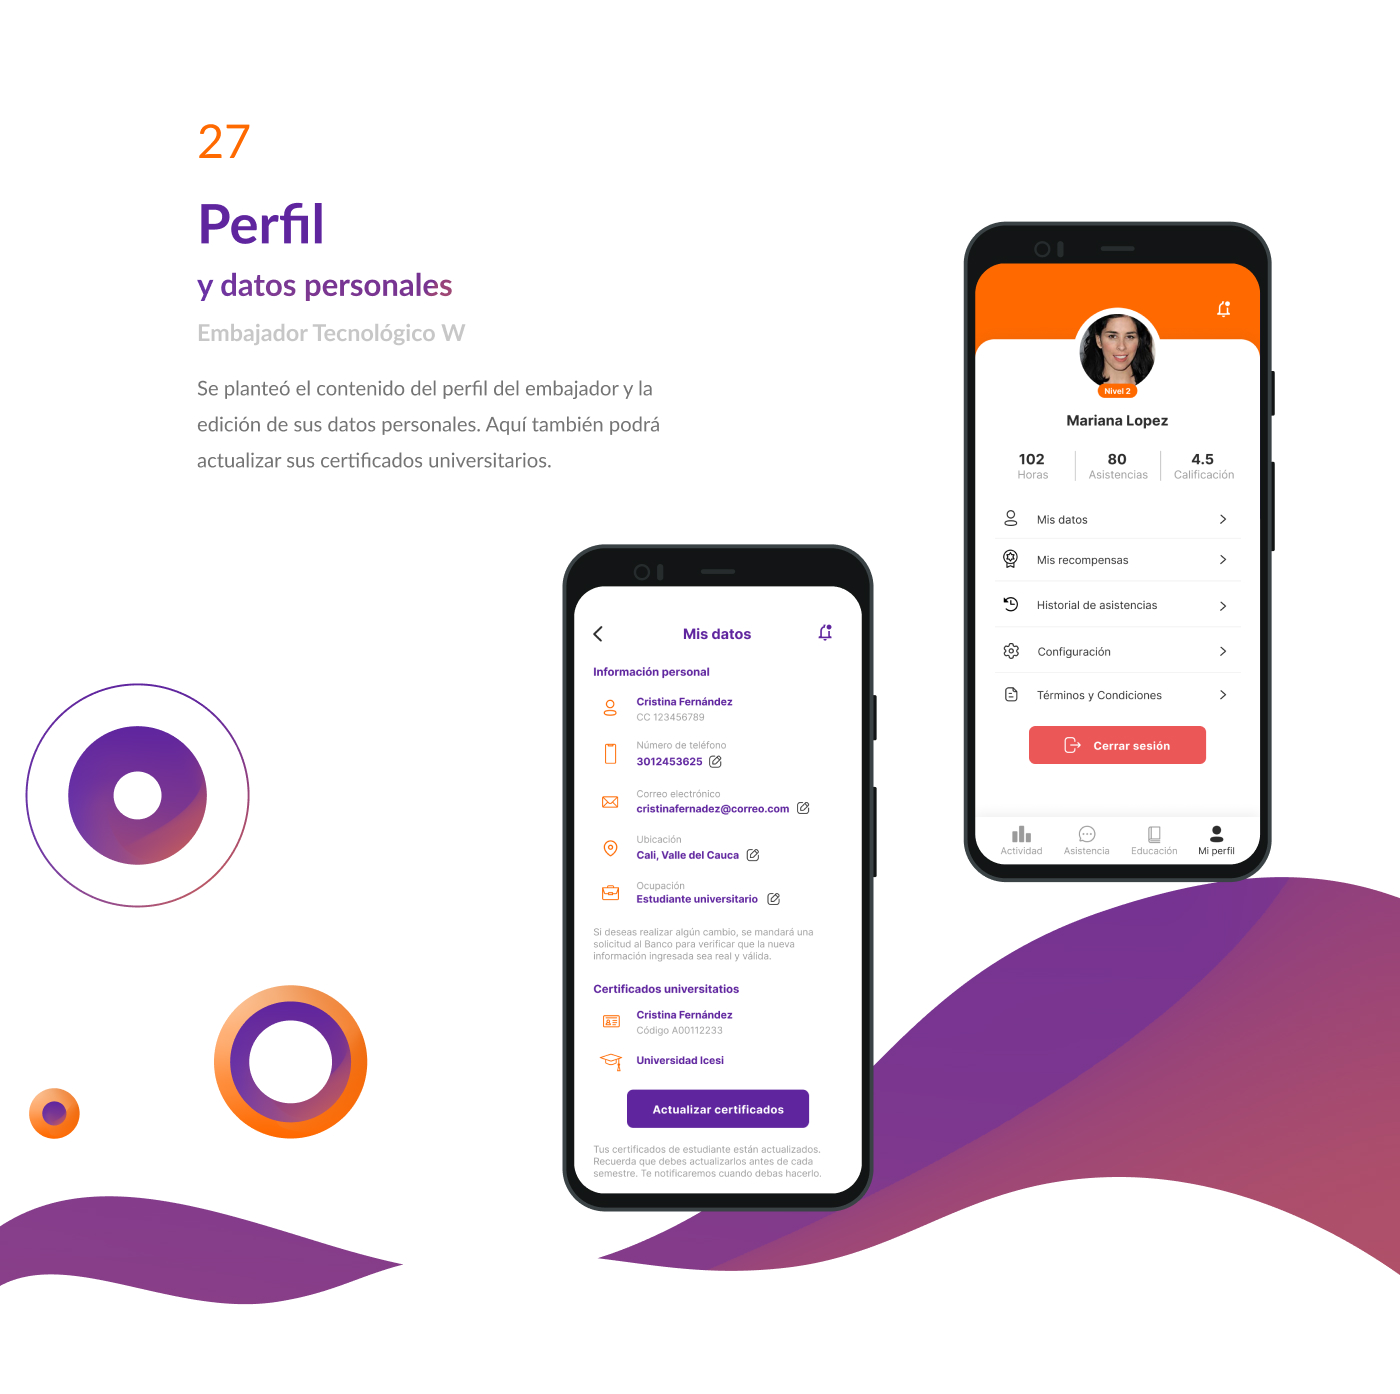 27
Perfil
y datos personales
Embajador Tecnológico W
Se planteó el contenido del perfil del embajador y la
edición de sus datos personales. Aquí también podrá
actualizar sus certificados universitarios.
Mis datos
Información personal
Cristina Fernández
CC 123456789
Número de teléfono
3012453625
Correo electrónico
cristinafernadez@correo.com
Ubicación
Cali, Valle del Cauca
Ocupación
Estudiante universitario
Si deseas realizar algún cambio, se mandará una
solicitud al Banco para verificar que la nueva
información ingresada sea real y válida.
Certificados universitatios
Cristina Fernández
Código A00112233
Universidad Icesi
Actualizar certificados
Tus certificados de estudiante están actualizados.
Recuerda que debes actualizarlos antes de cada
semestre. Te notificaremos cuando debas hacerlo.
Nivel 2
Mariana Lopez
102 80 4.5
Horas Asistencias Calificación
Mis datos
Mis recompensas
Historial de asistencias
Configuración
Términos y Condiciones
Cerrar sesión
Actividad Asistencia Educación Mi perfil